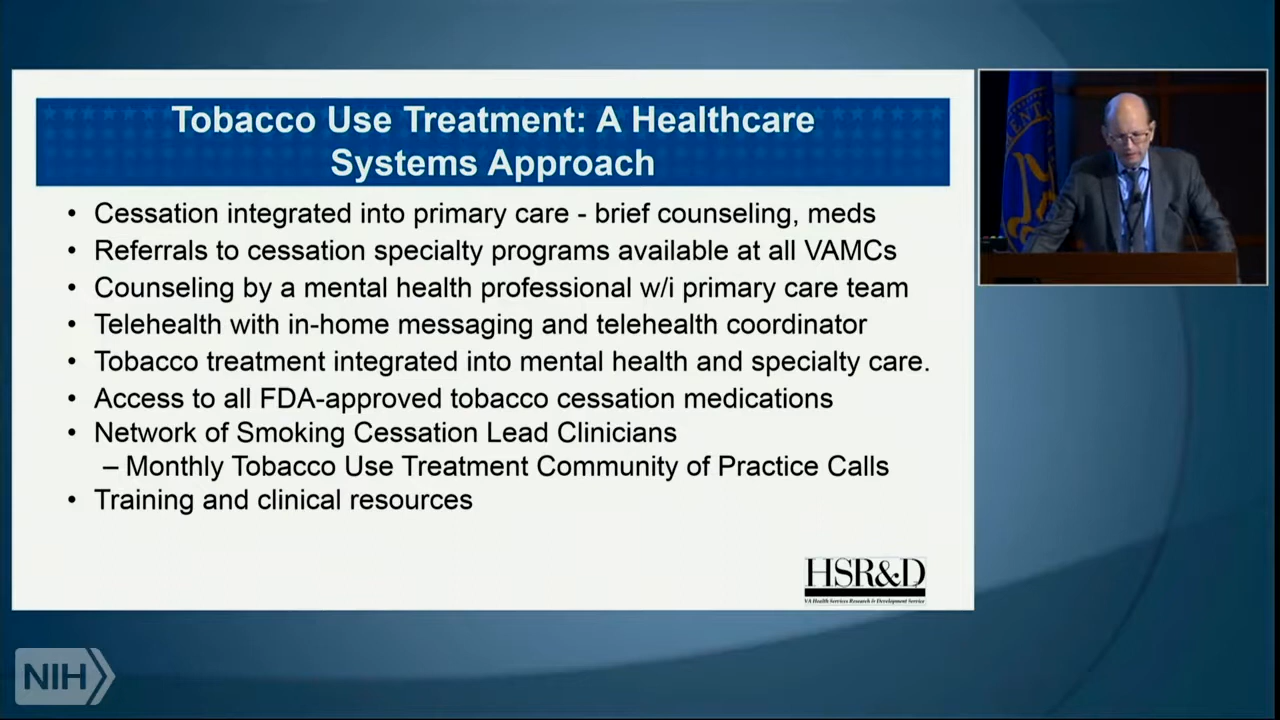 Tobacco Use Treatment: A Healthcare
Systems Approach
• Cessation integrated into primary care - brief counseling, meds
• Referrals to cessation specialty programs available at all VAMCs
• Counseling by a mental health professional w/i primary care team
• Telehealth with in-home messaging and telehealth coordinator
• Tobacco treatment integrated into mental health and specialty care.
• Access to all FDA-approved tobacco cessation medications
• Network of Smoking Cessation Lead Clinicians
– Monthly Tobacco Use Treatment Community of Practice Calls
• Training and clinical resources
HSR&D
VA Health Services Research & Development Service
NIH